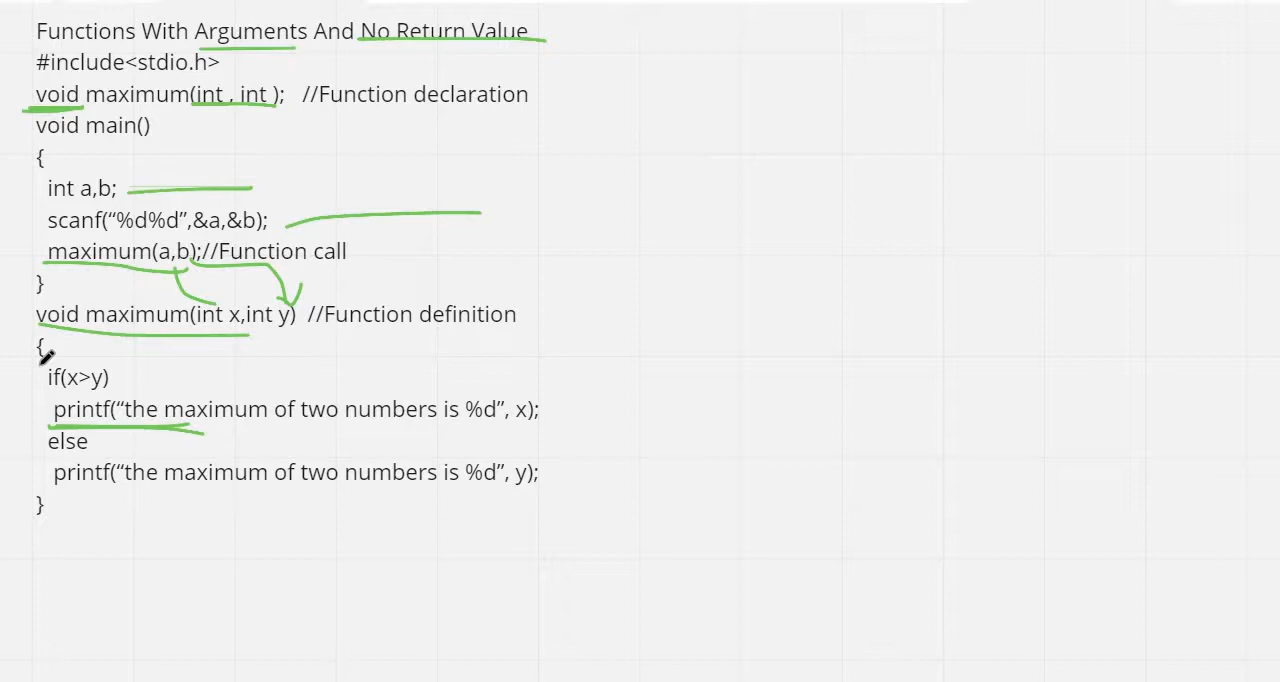 Functions With Arguments And No Return Value
#include<stdio.h>
void maximum(int , int ); //Function declaration
void main()
{
int a,b;
scanf(“%d%d”,&a,&b);
maximum(a,b);//Function call
}
void maximum(int x,int y) //Function definition
{
if(x>y)
printf(“the maximum of two numbers is %d”, x);
else
printf(“the maximum of two numbers is %d”, y);
}